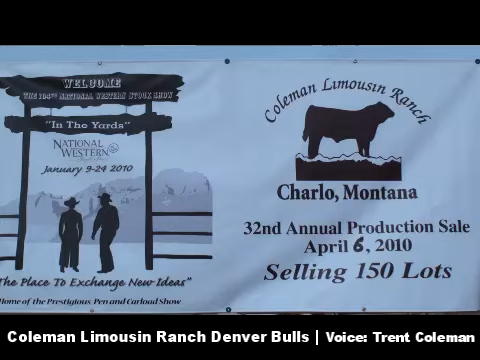 WELCOME
THE 104TH NATIONAL WESTERN STOCK SHOW
"In The Yards"
NATIONAL
WESTERN
January 9-24 2010
The Place To Exchange New Ideas"
Home of the Prestigious Pen and Carload Show
Coleman Limousin Ranch
Charlo, Montana
32nd Annual Production Sale
April 6, 2010
Selling 150 Lots
Coleman Limousin Ranch Denver Bulls | Voice: Trent Coleman